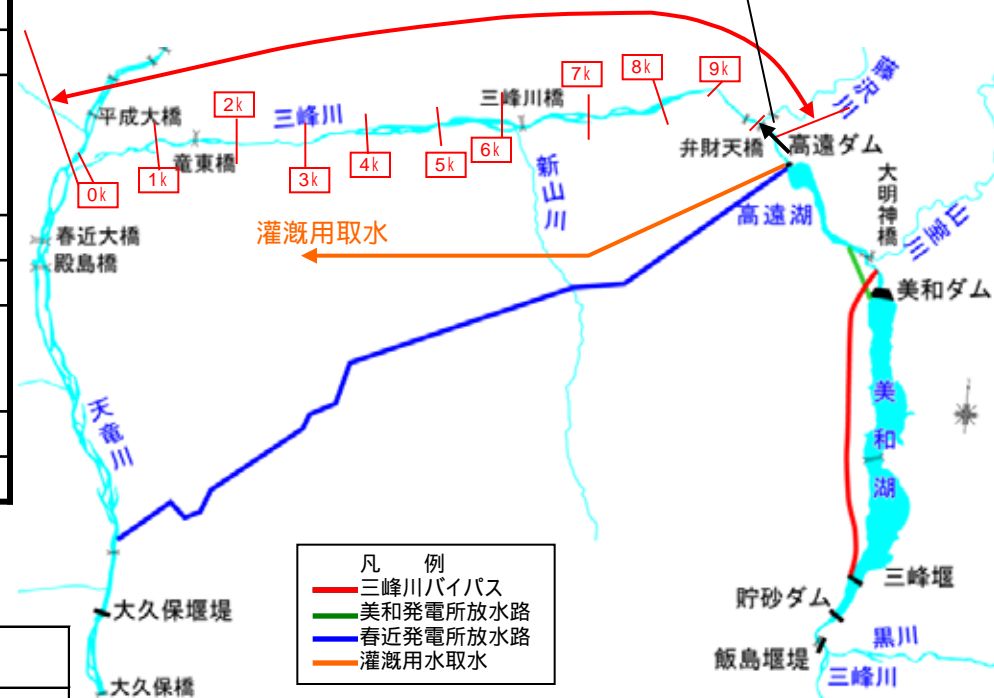 藤沢川
9k
8k
7k
三峰川橋
2k
三峰川
平成大橋
弁財天橋
高遠ダム
竜東橋
6k
5k
4k
3k
1k
0k
新山川
大明神橋
高遠湖
山室川
灌漑用取水
春近大橋
殿島橋
美和ダム
美和湖
天竜川
凡 例
三峰川バイパス
美和発電所放水路
春近発電所放水路
灌漑用水取水
三峰堰
貯砂ダム
大久保堰堤
黒川
飯島堰堤
三峰川
大久保橋